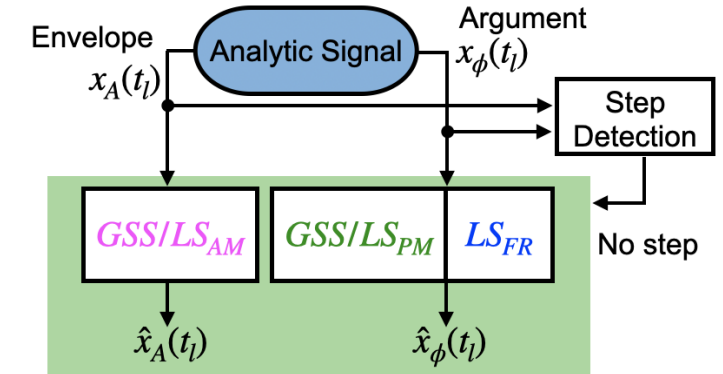 Envelope
x_A(t_l)
Analytic Signal
Argument
x_ϕ(t_l)
Step
Detection
GSS/LS_AM
GSS/LS_PM
LS_FR
No step
x̂_A(t_l)
x̂_ϕ(t_l)